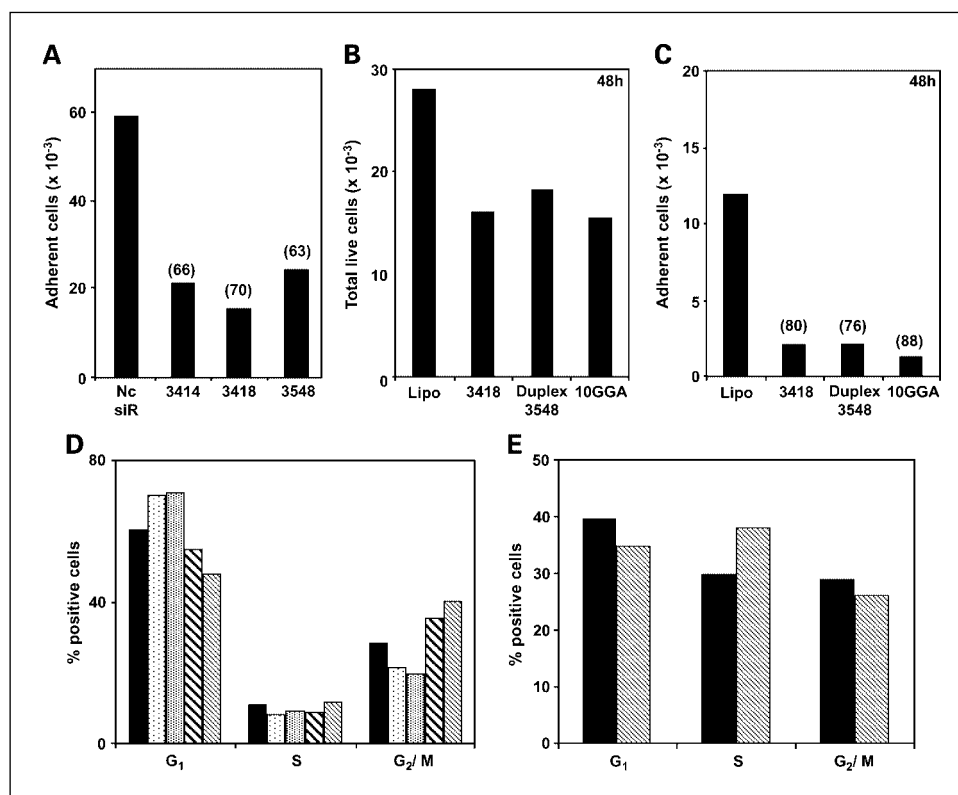 A
Adherent cells (x 10⁻³)
60
40
20
0
(66)
(70)
(63)
Nc siR
3414
3418
3548
B
48h
Total live cells (x 10⁻³)
30
20
10
0
Lipo
3418
Duplex 3548
10GGA
C
48h
Adherent cells (x 10⁻³)
20
15
10
5
0
(80)
(76)
(88)
Lipo
3418
Duplex 3548
10GGA
D
% positive cells
80
40
0
G₁
S
G₂/ M
E
% positive cells
50
40
30
20
10
0
G₁
S
G₂/ M